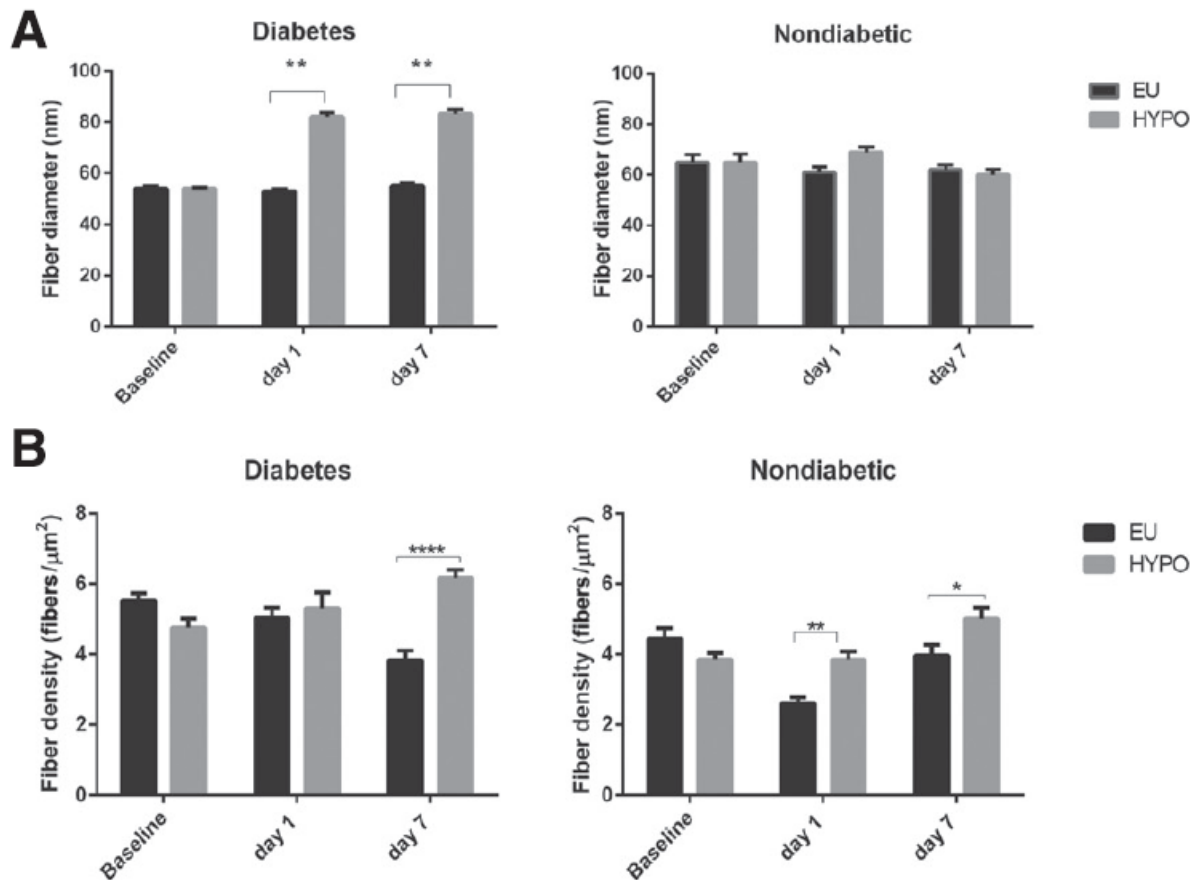 A
Diabetes
Nondiabetic
** **
Fiber diameter (nm)
100
80
60
40
20
0
Baseline
day 1
day 7
Fiber diameter (nm)
100
80
60
40
20
0
Baseline
day 1
day 7
EU
HYPO
B
Diabetes
Nondiabetic
Fiber density (fibers/μm²)
8
6
4
2
0
****
Baseline
day 1
day 7
Fiber density (fibers/μm²)
8
6
4
2
0
**
*
Baseline
day 1
day 7
EU
HYPO